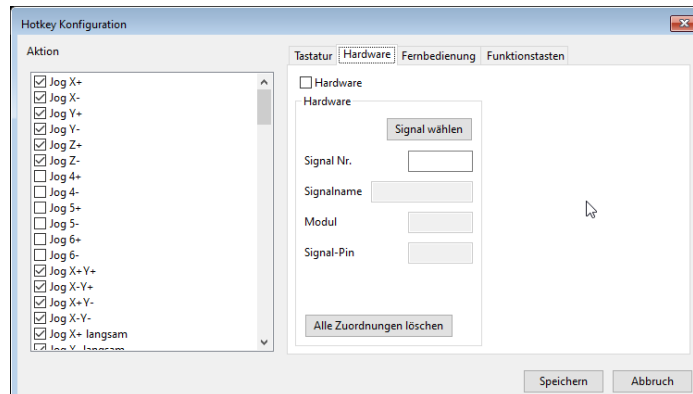 Hotkey Konfiguration
Aktion
Jog X+
Jog X-
Jog Y+
Jog Y-
Jog Z+
Jog Z-
Jog 4+
Jog 4-
Jog 5+
Jog 5-
Jog 6+
Jog 6-
Jog X+Y+
Jog X-Y+
Jog X+Y-
Jog X-Y-
Jog X+ langsam
Jog X- langsam
Tastatur Hardware Fernbedienung Funktionstasten
Hardware
Hardware
Signal wählen
Signal Nr.
Signalname
Modul
Signal-Pin
Alle Zuordnungen löschen
Speichern Abbruch